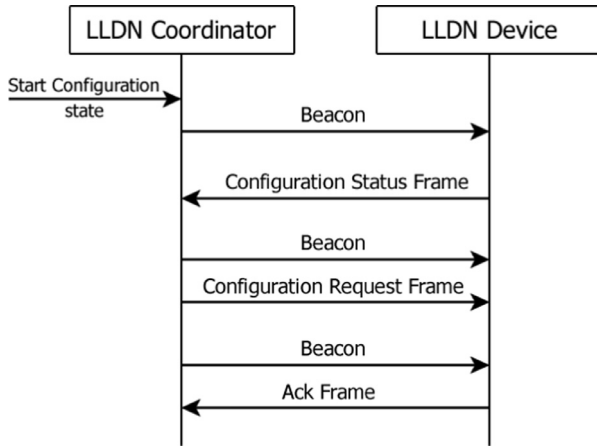 LLDN Coordinator
LLDN Device
Start Configuration
state
Beacon
Configuration Status Frame
Beacon
Configuration Request Frame
Beacon
Ack Frame